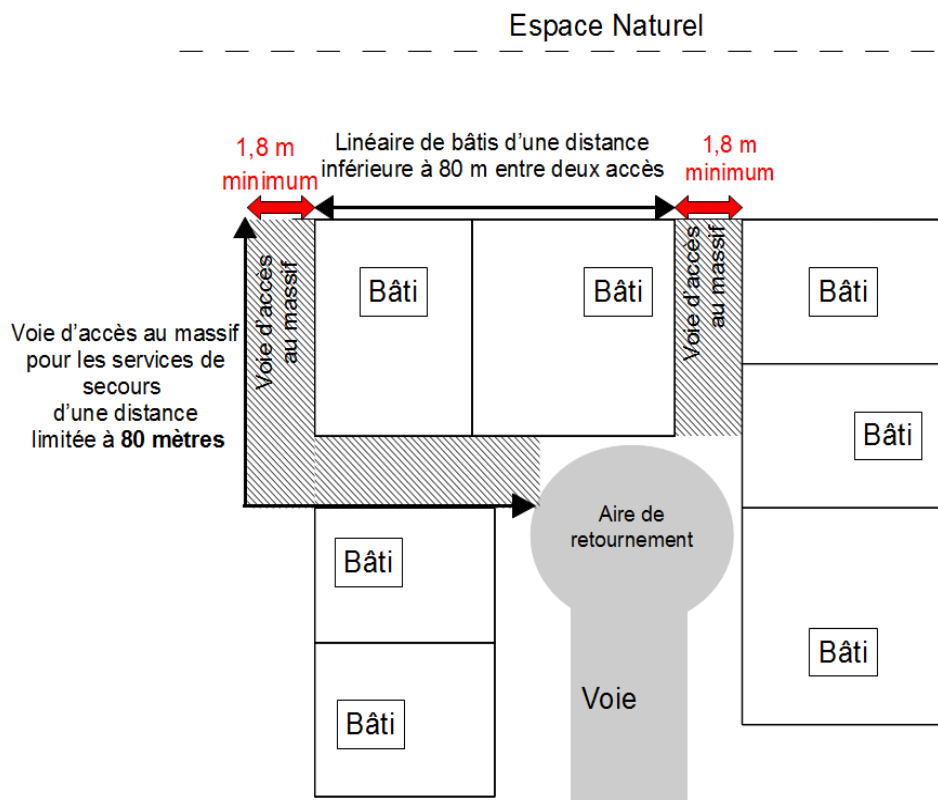 Espace Naturel
1,8 m
minimum
Linéaire de bâtis d'une distance
inférieure à 80 m entre deux accès
1,8 m
minimum
Voie d'accès
au massif
Bâti
Bâti
Voie d'accès
au massif
Bâti
Voie d'accès au massif
pour les services de
secours
d'une distance
limitée à 80 mètres
Bâti
Aire de
retournement
Bâti
Bâti
Bâti
Voie